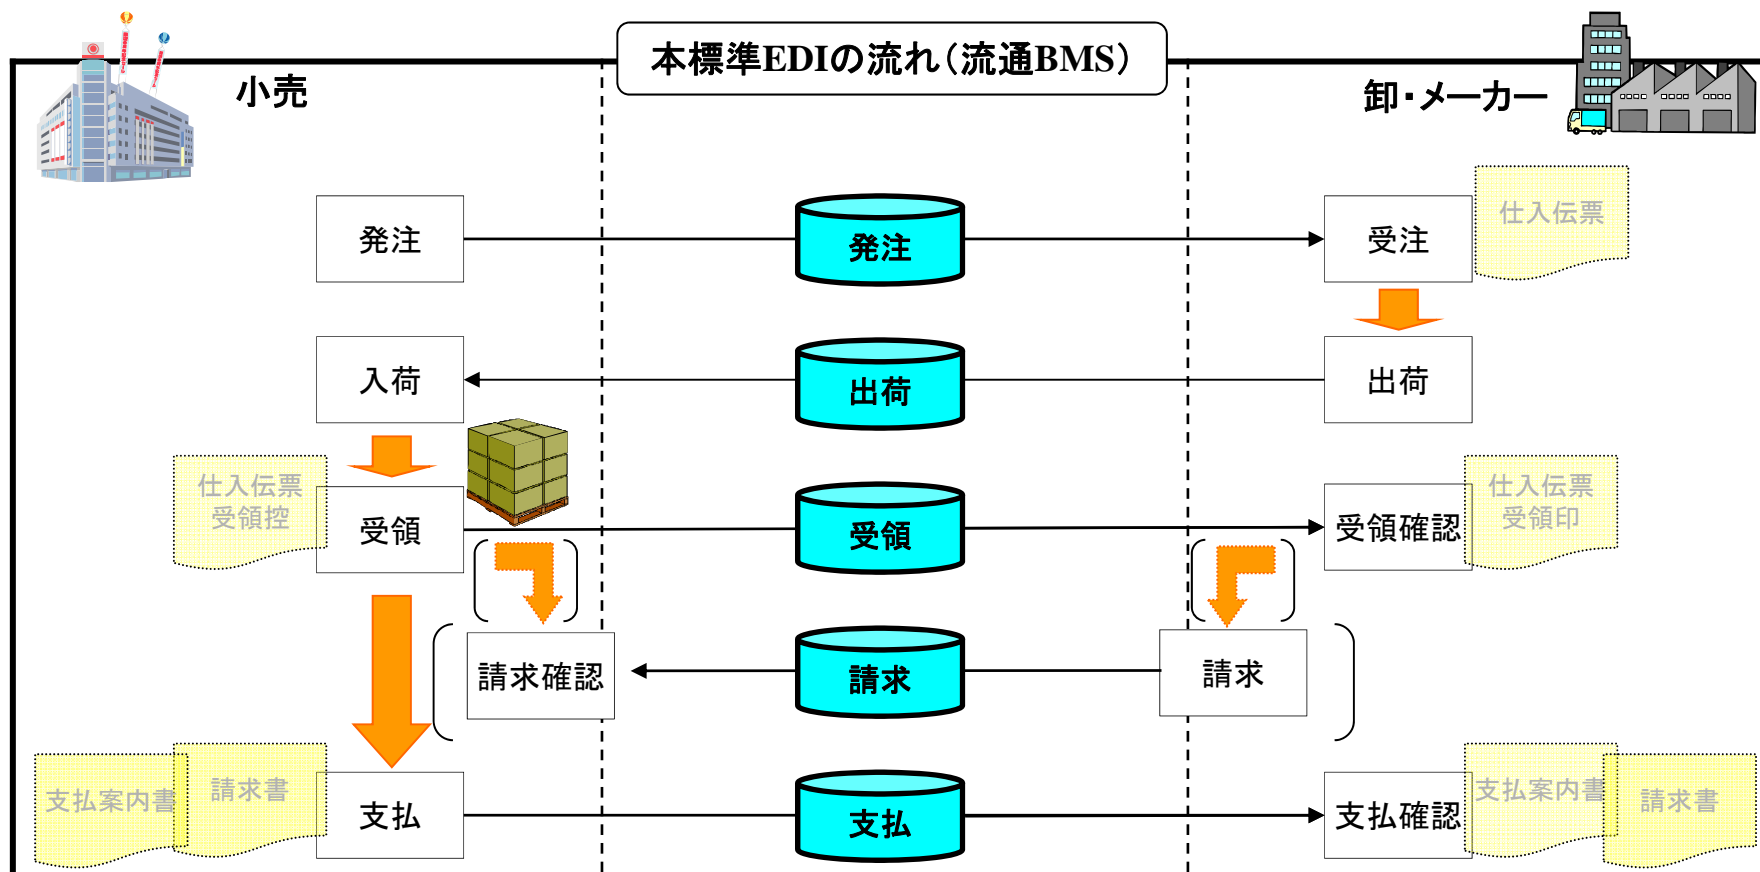 本標準EDIの流れ(流通BMS)
小売
卸・メーカー
発注
発注
受注
仕入伝票
入荷
出荷
出荷
仕入伝票
受領控
受領
受領
受領確認
仕入伝票
受領印
請求確認
請求
請求
支払案内書
請求書
支払
支払
支払確認
支払案内書
請求書